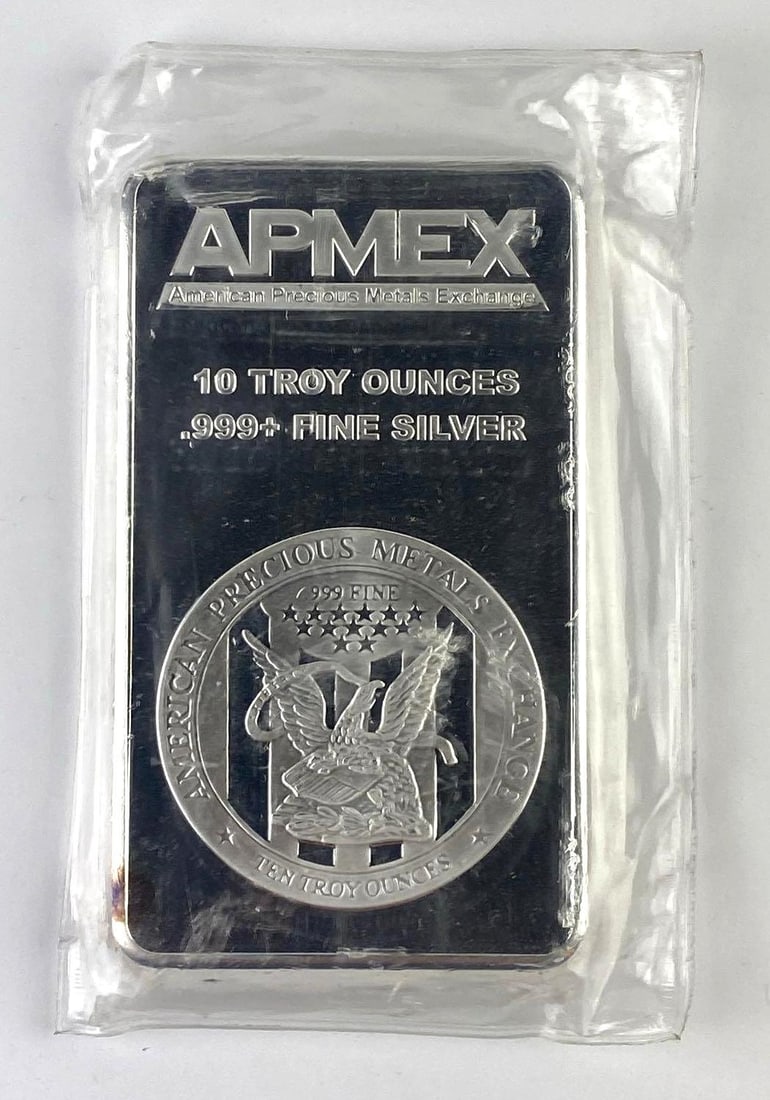 APMEX
American Precious Metals Exchange
10 TROY OUNCES
.999+ FINE SILVER
AMERICAN PRECIOUS METALS EXCHANGE
.999 FINE
TEN TROY OUNCES